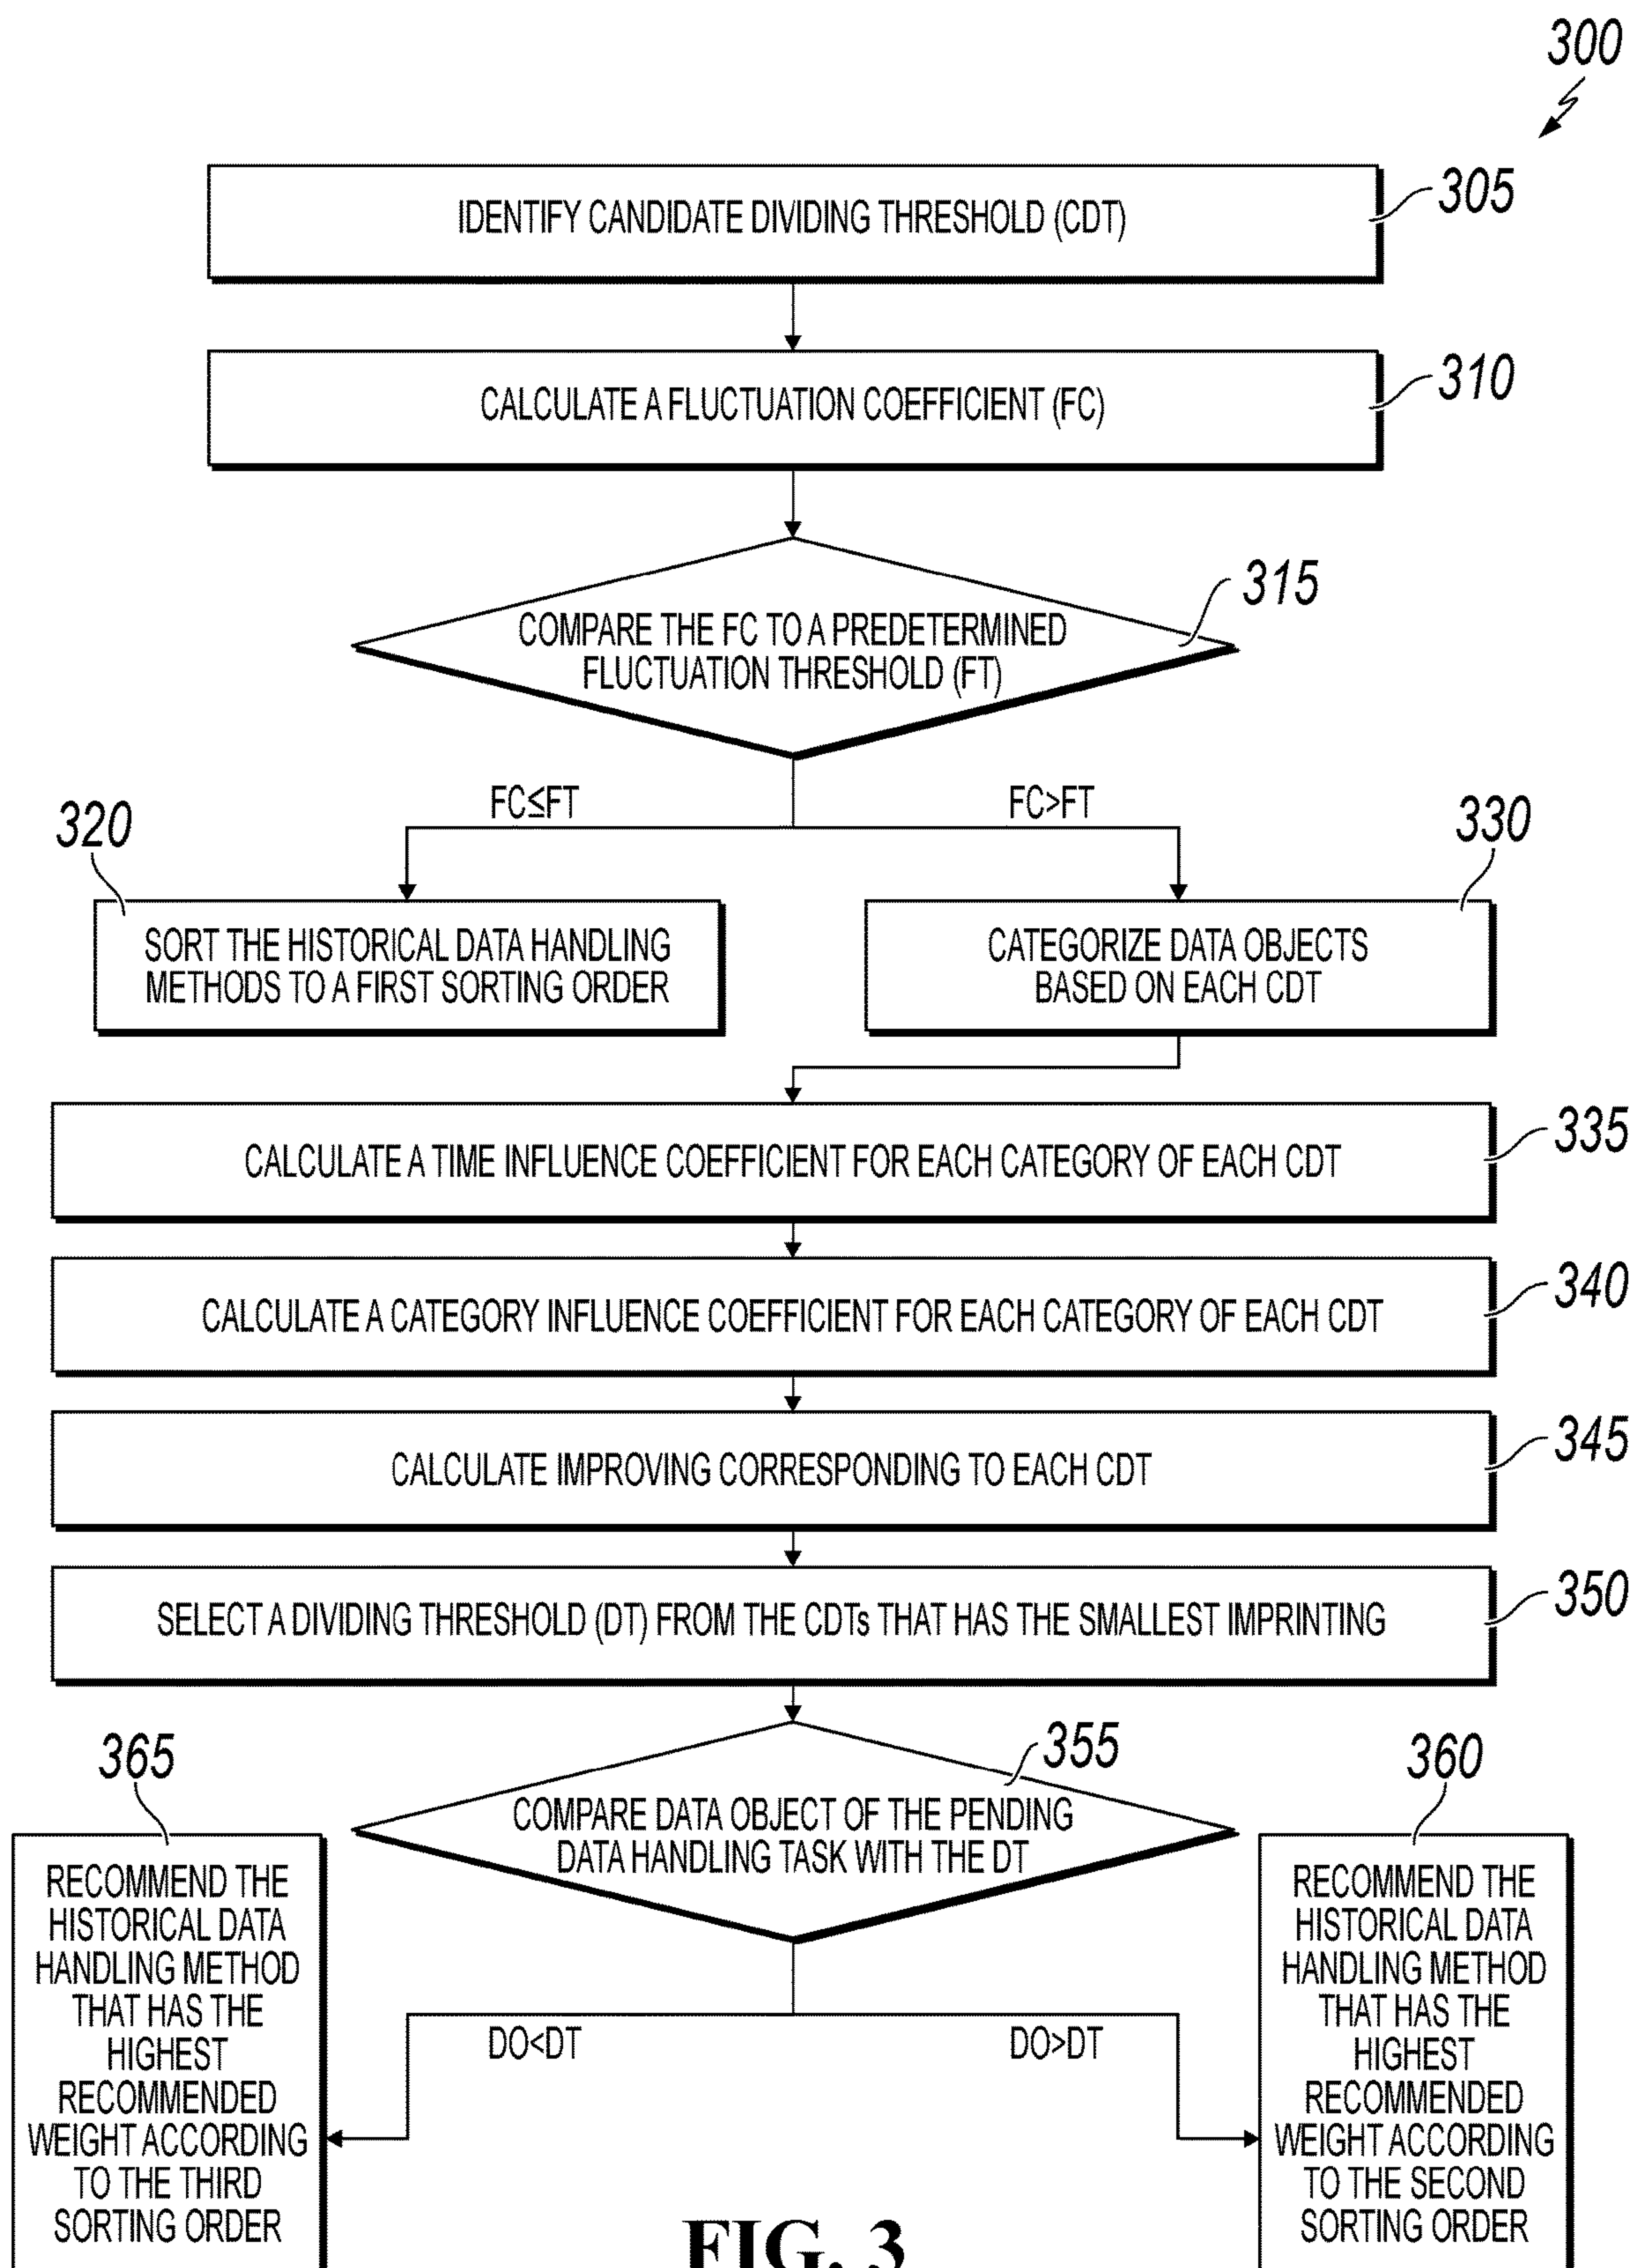 300
IDENTIFY CANDIDATE DIVIDING THRESHOLD (CDT)
305
CALCULATE A FLUCTUATION COEFFICIENT (FC)
310
COMPARE THE FC TO A PREDETERMINED
FLUCTUATION THRESHOLD (FT)
315
FC≤FT
FC>FT
320
330
SORT THE HISTORICAL DATA HANDLING
METHODS TO A FIRST SORTING ORDER
CATEGORIZE DATA OBJECTS
BASED ON EACH CDT
CALCULATE A TIME INFLUENCE COEFFICIENT FOR EACH CATEGORY OF EACH CDT
335
CALCULATE A CATEGORY INFLUENCE COEFFICIENT FOR EACH CATEGORY OF EACH CDT
340
CALCULATE IMPROVING CORRESPONDING TO EACH CDT
345
SELECT A DIVIDING THRESHOLD (DT) FROM THE CDTs THAT HAS THE SMALLEST IMPRINTING
350
COMPARE DATA OBJECT OF THE PENDING
DATA HANDLING TASK WITH THE DT
355
DO<DT
DO>DT
365
RECOMMEND THE
HISTORICAL DATA
HANDLING METHOD
THAT HAS THE
HIGHEST
RECOMMENDED
WEIGHT ACCORDING
TO THE THIRD
SORTING ORDER
360
RECOMMEND THE
HISTORICAL DATA
HANDLING METHOD
THAT HAS THE
HIGHEST
RECOMMENDED
WEIGHT ACCORDING
TO THE SECOND
SORTING ORDER
FIG. 3